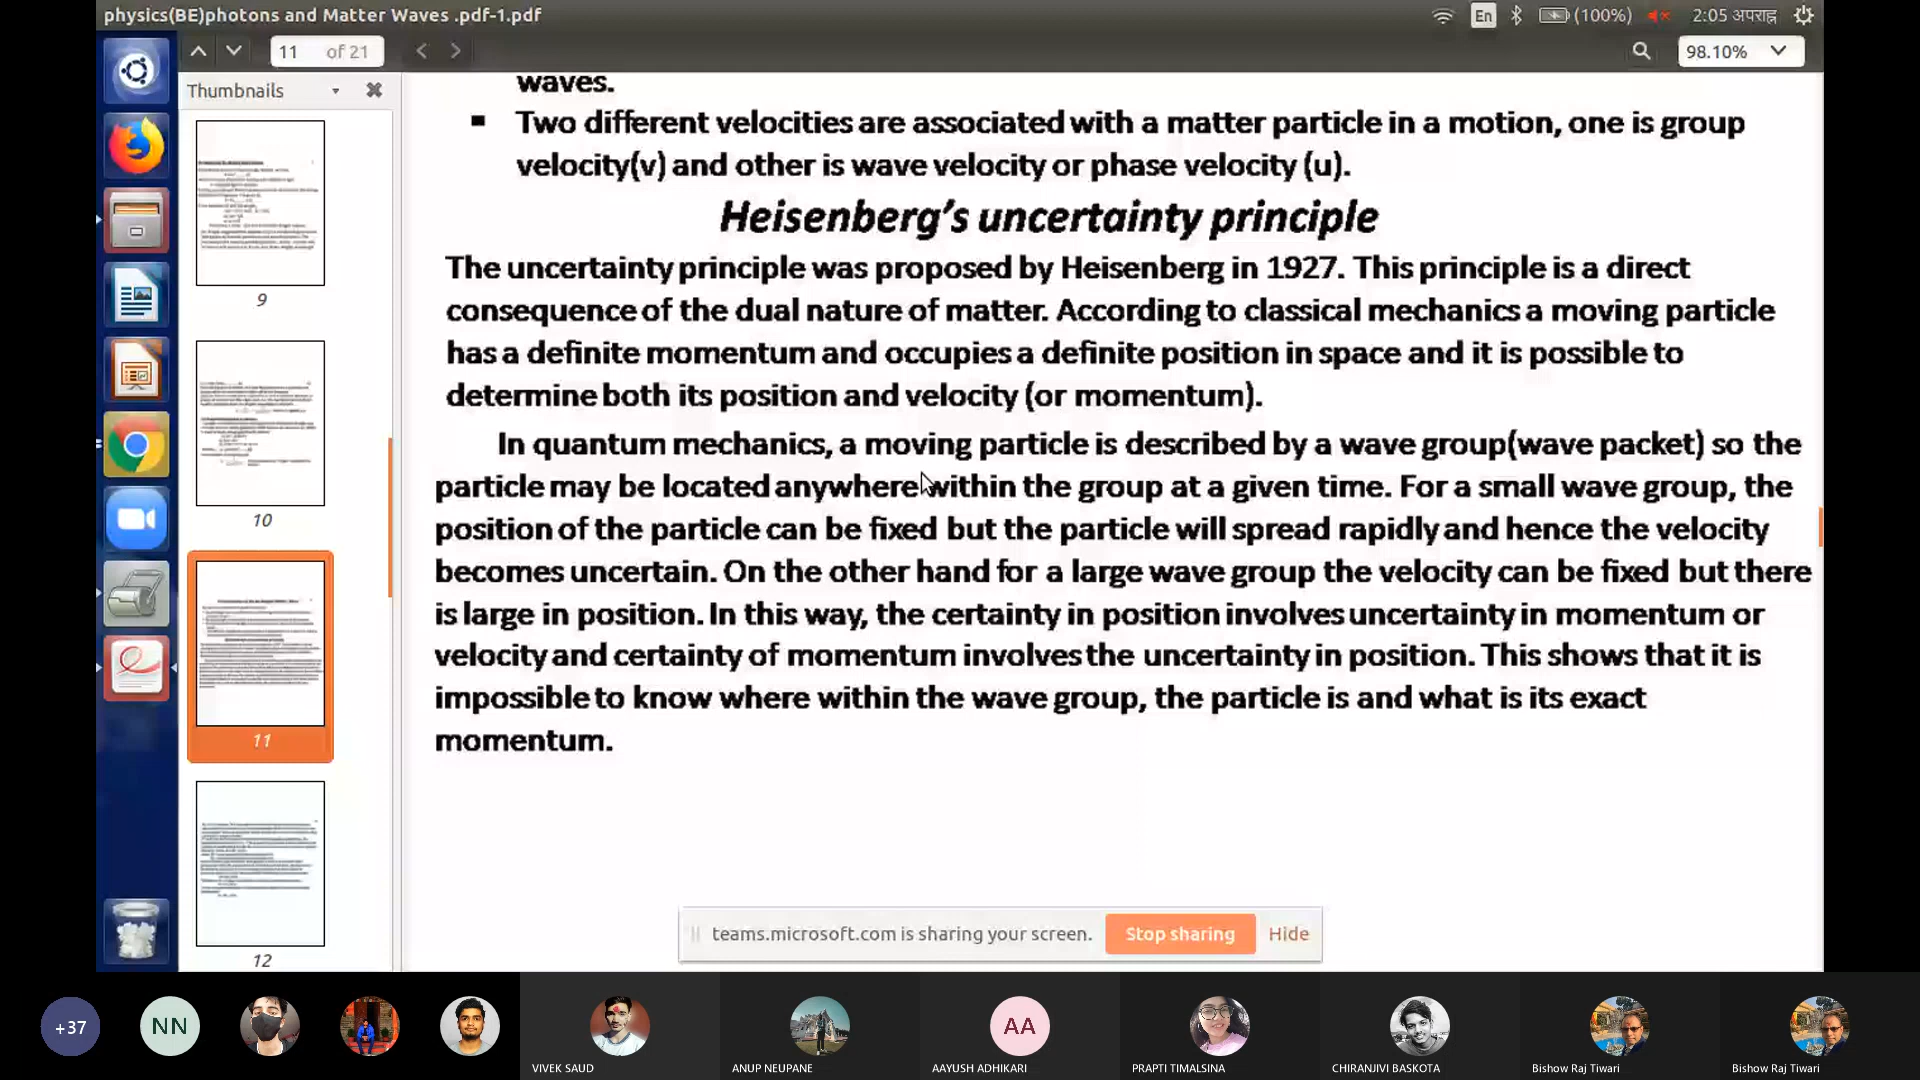 physics(BE)photons and Matter Waves .pdf-1.pdf
En
(100%)
2:05 अपराह्न
11 of 21
98.10%
Thumbnails
9
10
11
12
waves.
▪ Two different velocities are associated with a matter particle in a motion, one is group
velocity(v) and other is wave velocity or phase velocity (u).
Heisenberg’s uncertainty principle
The uncertainty principle was proposed by Heisenberg in 1927. This principle is a direct
consequence of the dual nature of matter. According to classical mechanics a moving particle
has a definite momentum and occupies a definite position in space and it is possible to
determine both its position and velocity (or momentum).
In quantum mechanics, a moving particle is described by a wave group(wave packet) so the
particle may be located anywhere within the group at a given time. For a small wave group, the
position of the particle can be fixed but the particle will spread rapidly and hence the velocity
becomes uncertain. On the other hand for a large wave group the velocity can be fixed but there
is large in position. In this way, the certainty in position involves uncertainty in momentum or
velocity and certainty of momentum involves the uncertainty in position. This shows that it is
impossible to know where within the wave group, the particle is and what is its exact
momentum.
teams.microsoft.com is sharing your screen.
Stop sharing
Hide
+37
NN
AA
VIVEK SAUD
ANUP NEUPANE
AAYUSH ADHIKARI
PRAPTI TIMALSINA
CHIRANJIVI BASKOTA
Bishow Raj Tiwari
Bishow Raj Tiwari